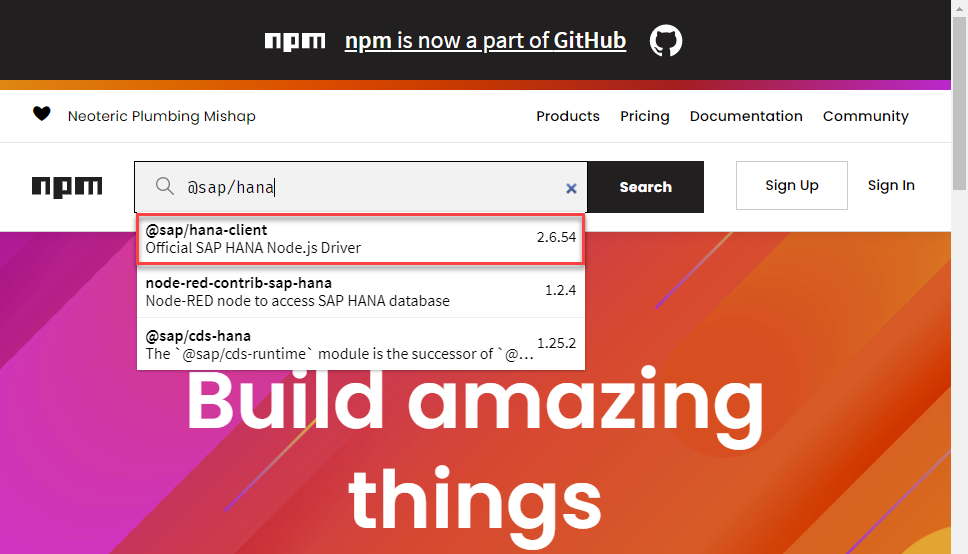 npm npm is now a part of GitHub
Neoteric Plumbing Mishap Products Pricing Documentation Community
npm @sap/hana x Search Sign Up Sign In
@sap/hana-client 2.6.54
Official SAP HANA Node.js Driver
node-red-contrib-sap-hana 1.2.4
Node-RED node to access SAP HANA database
@sap/cds-hana 1.25.2
The `@sap/cds-runtime` module is the successor of `@...
Build amazing
things